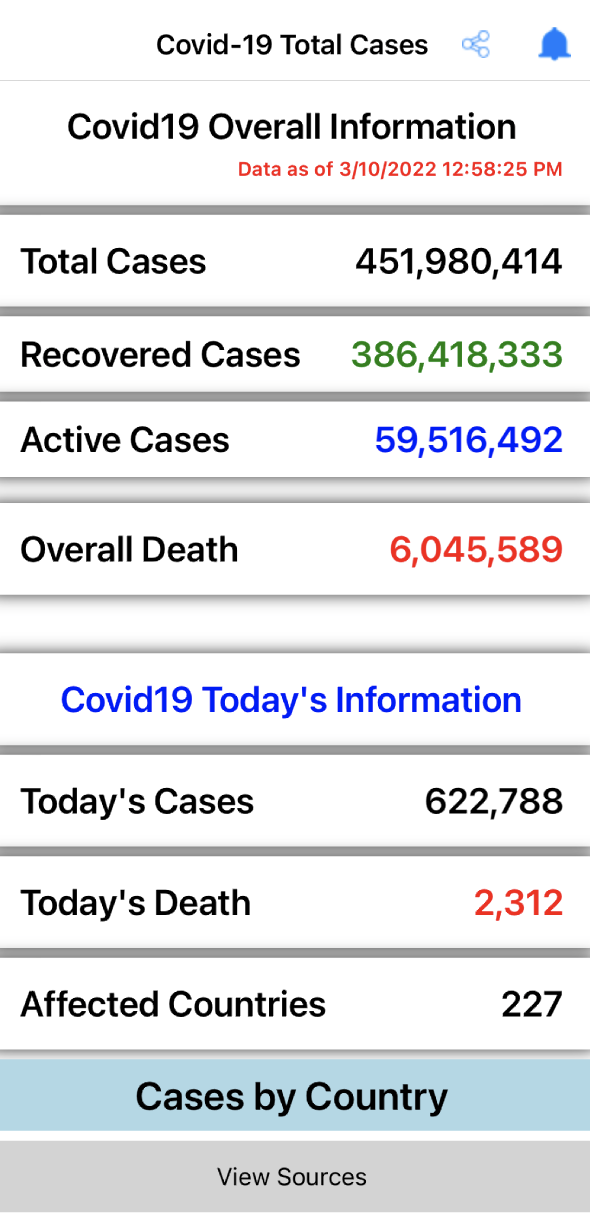 Covid-19 Total Cases
Covid19 Overall Information
Data as of 3/10/2022 12:58:25 PM
Total Cases 451,980,414
Recovered Cases 386,418,333
Active Cases 59,516,492
Overall Death 6,045,589
Covid19 Today's Information
Today's Cases 622,788
Today's Death 2,312
Affected Countries 227
Cases by Country
View Sources